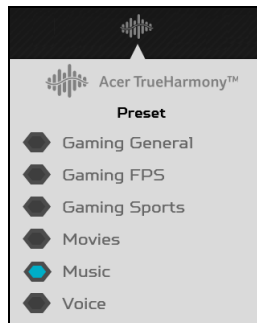 Acer TrueHarmony™
Preset
Gaming General
Gaming FPS
Gaming Sports
Movies
Music
Voice